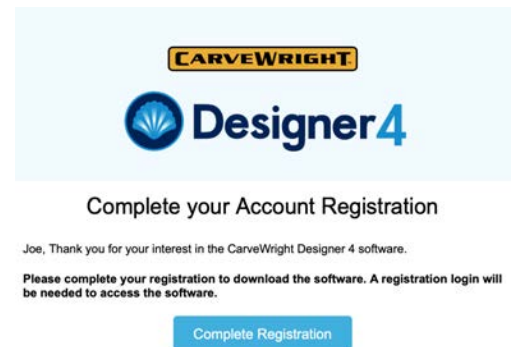 CARVEWRIGHT
Designer4
Complete your Account Registration
Joe, Thank you for your interest in the CarveWright Designer 4 software.
Please complete your registration to download the software. A registration login will
be needed to access the software.
Complete Registration